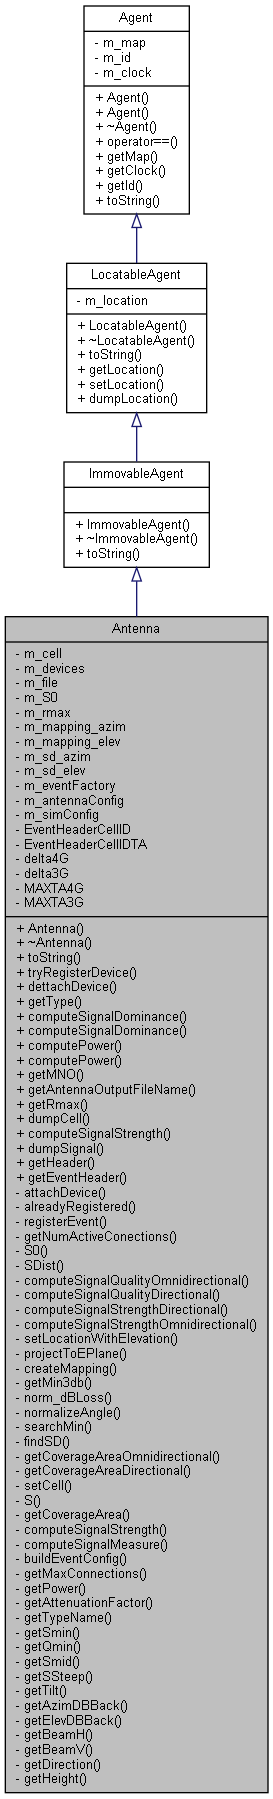 Agent
- m_map
- m_id
- m_clock
+ Agent()
+ Agent()
+ ~Agent()
+ operator==()
+ getMap()
+ getClock()
+ getId()
+ toString()
LocatableAgent
- m_location
+ LocatableAgent()
+ ~LocatableAgent()
+ toString()
+ getLocation()
+ setLocation()
+ dumpLocation()
ImmovableAgent
+ ImmovableAgent()
+ ~ImmovableAgent()
+ toString()
Antenna
- m_cell
- m_devices
- m_file
- m_S0
- m_rmax
- m_mapping_azim
- m_mapping_elev
- m_sd_azim
- m_sd_elev
- m_eventFactory
- m_antennaConfig
- m_simConfig
- EventHeaderCellID
- EventHeaderCellIDTA
- delta4G
- delta3G
- MAXTA4G
- MAXTA3G
+ Antenna()
+ ~Antenna()
+ toString()
+ tryRegisterDevice()
+ dettachDevice()
+ getType()
+ computeSignalDominance()
+ computeSignalDominance()
+ computePower()
+ computePower()
+ getMNO()
+ getAntennaOutputFileName()
+ getRmax()
+ dumpCell()
+ computeSignalStrength()
+ dumpSignal()
+ getHeader()
+ getEventHeader()
- attachDevice()
- alreadyRegistered()
- registerEvent()
- getNumActiveConections()
- S0()
- SDist()
- computeSignalQualityOmnidirectional()
- computeSignalQualityDirectional()
- computeSignalStrengthDirectional()
- computeSignalStrengthOmnidirectional()
- setLocationWithElevation()
- projectToEPlane()
- createMapping()
- getMin3db()
- norm_dBLoss()
- normalizeAngle()
- searchMin()
- findSD()
- getCoverageAreaOmnidirectional()
- getCoverageAreaDirectional()
- setCell()
- S()
- getCoverageArea()
- computeSignalStrength()
- computeSignalMeasure()
- buildEventConfig()
- getMaxConnections()
- getPower()
- getAttenuationFactor()
- getTypeName()
- getSmin()
- getQmin()
- getSmid()
- getSSteep()
- getTilt()
- getAzimDBBack()
- getElevDBBack()
- getBeamH()
- getBeamV()
- getDirection()
- getHeight()